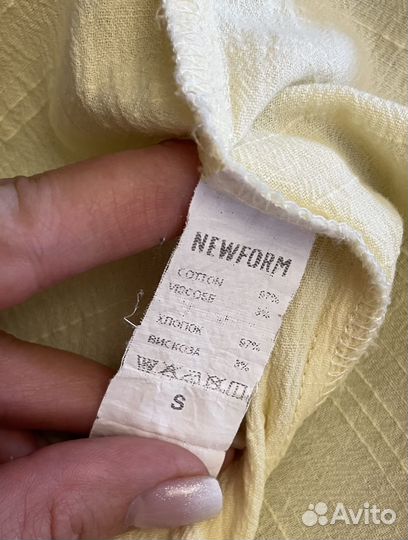 NEWFORM
COTTON 97%
VISCOSE 3%
ХЛОПОК 97%
ВИСКОЗА 3%
S
Avito